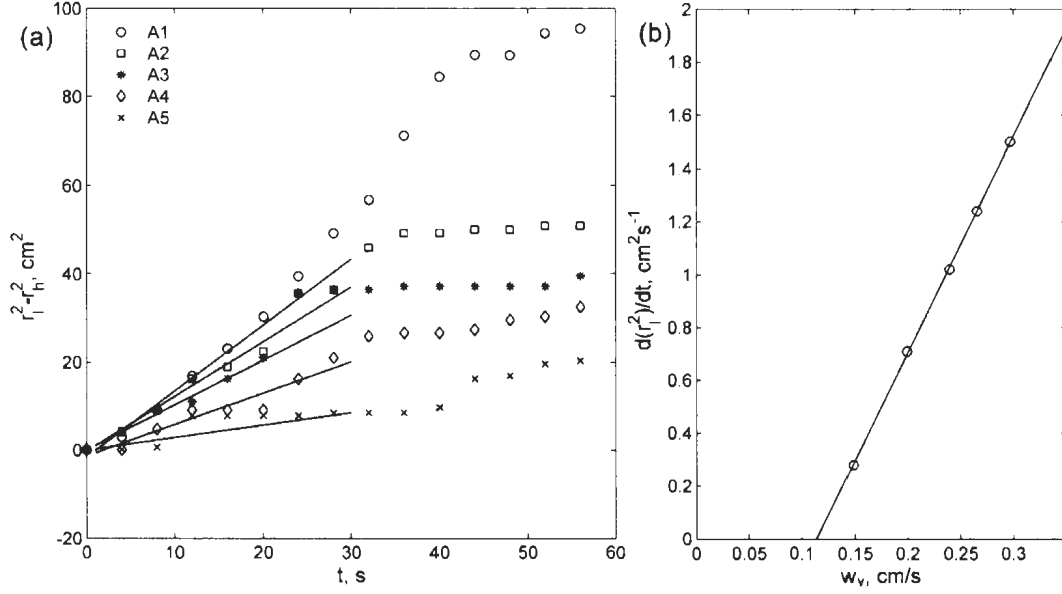 (a)
A1
A2
A3
A4
A5
100
80
60
40
20
0
-20
r_l^2-r_h^2, cm^2
0 10 20 30 40 50 60
t, s
(b)
2
1.8
1.6
1.4
1.2
1
0.8
0.6
0.4
0.2
0
d(r_l^2)/dt, cm^2s^-1
0 0.05 0.1 0.15 0.2 0.25 0.3
w_v, cm/s